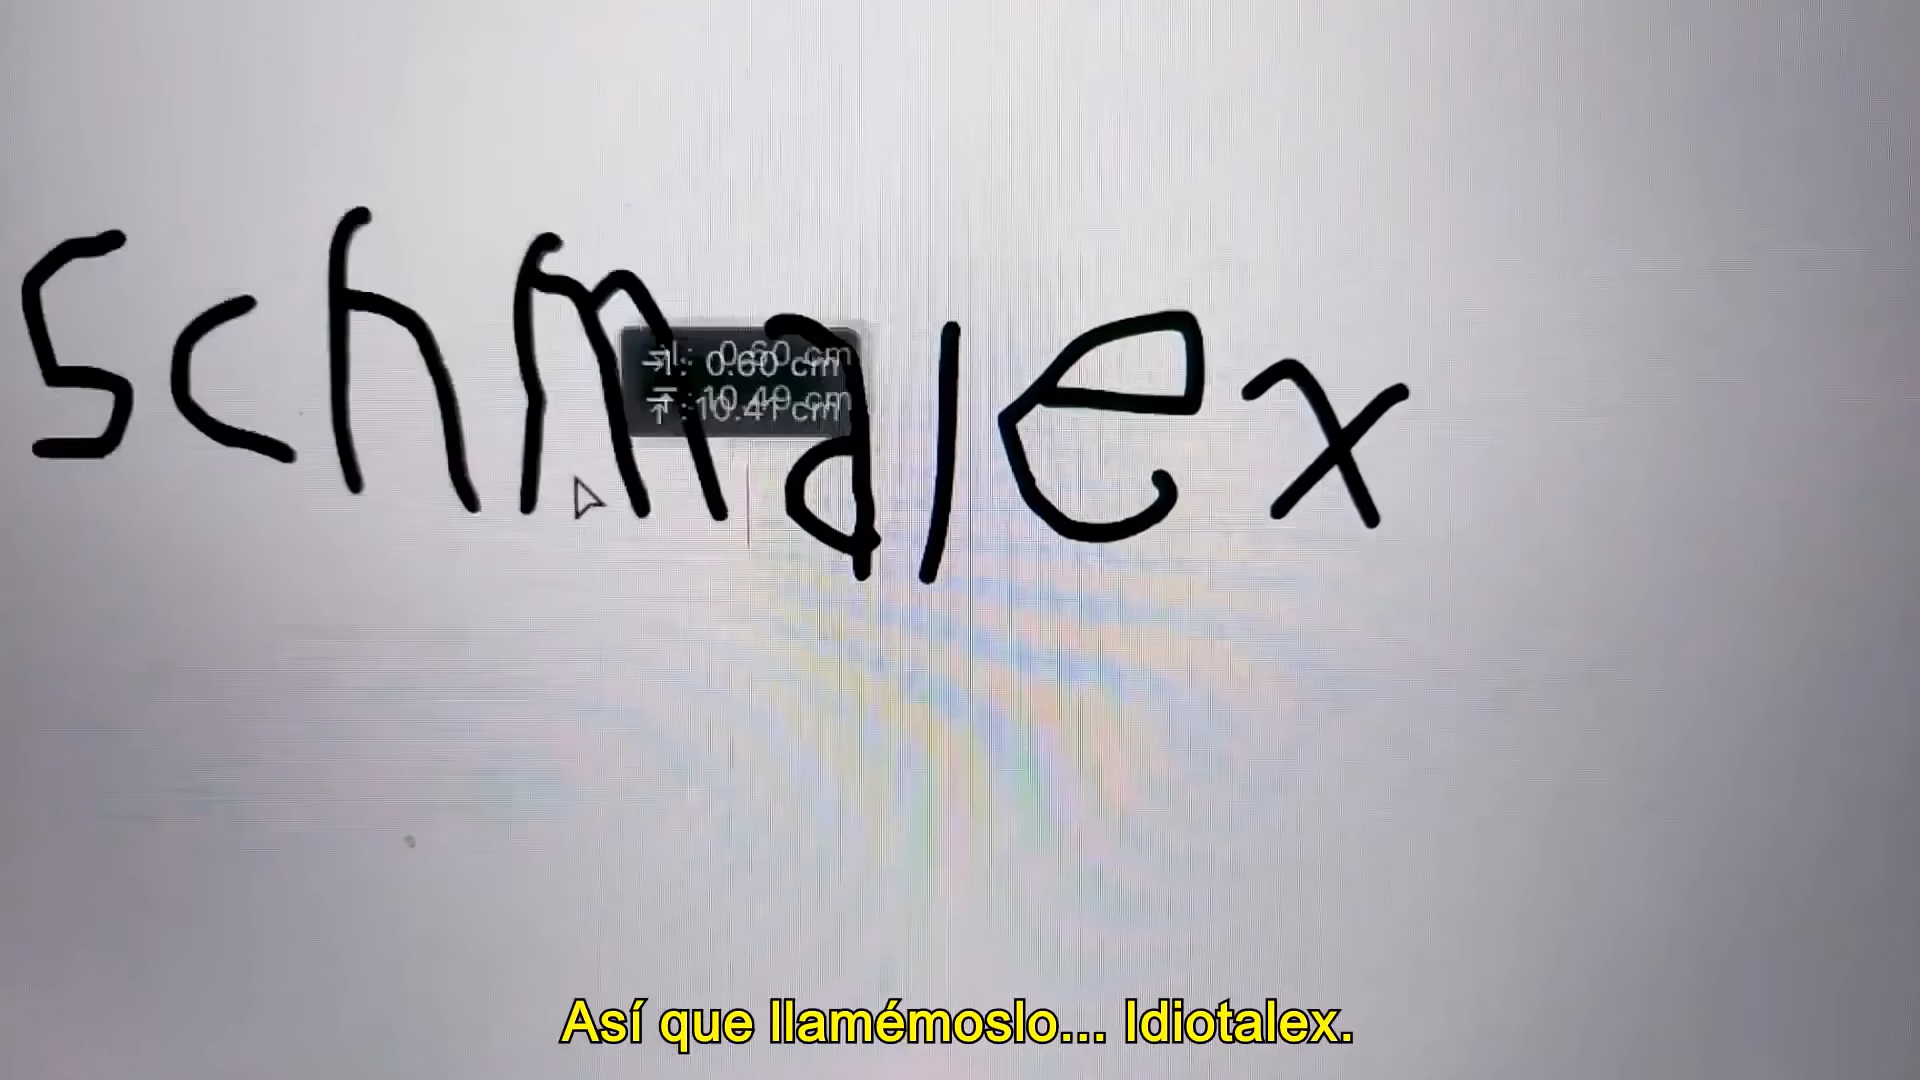 Schmalex
→|: 0.60 cm
: 10.41 cm
Así que llamémoslo... Idiotalex.